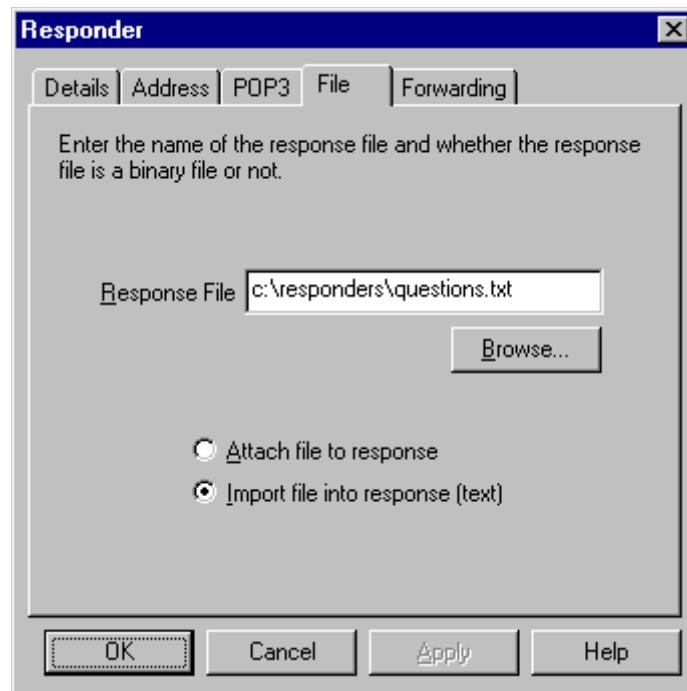 Responder
Details Address POP3 File Forwarding
Enter the name of the response file and whether the response
file is a binary file or not.
Response File c:\responders\questions.txt
Browse...
Attach file to response
Import file into response (text)
OK Cancel Apply Help